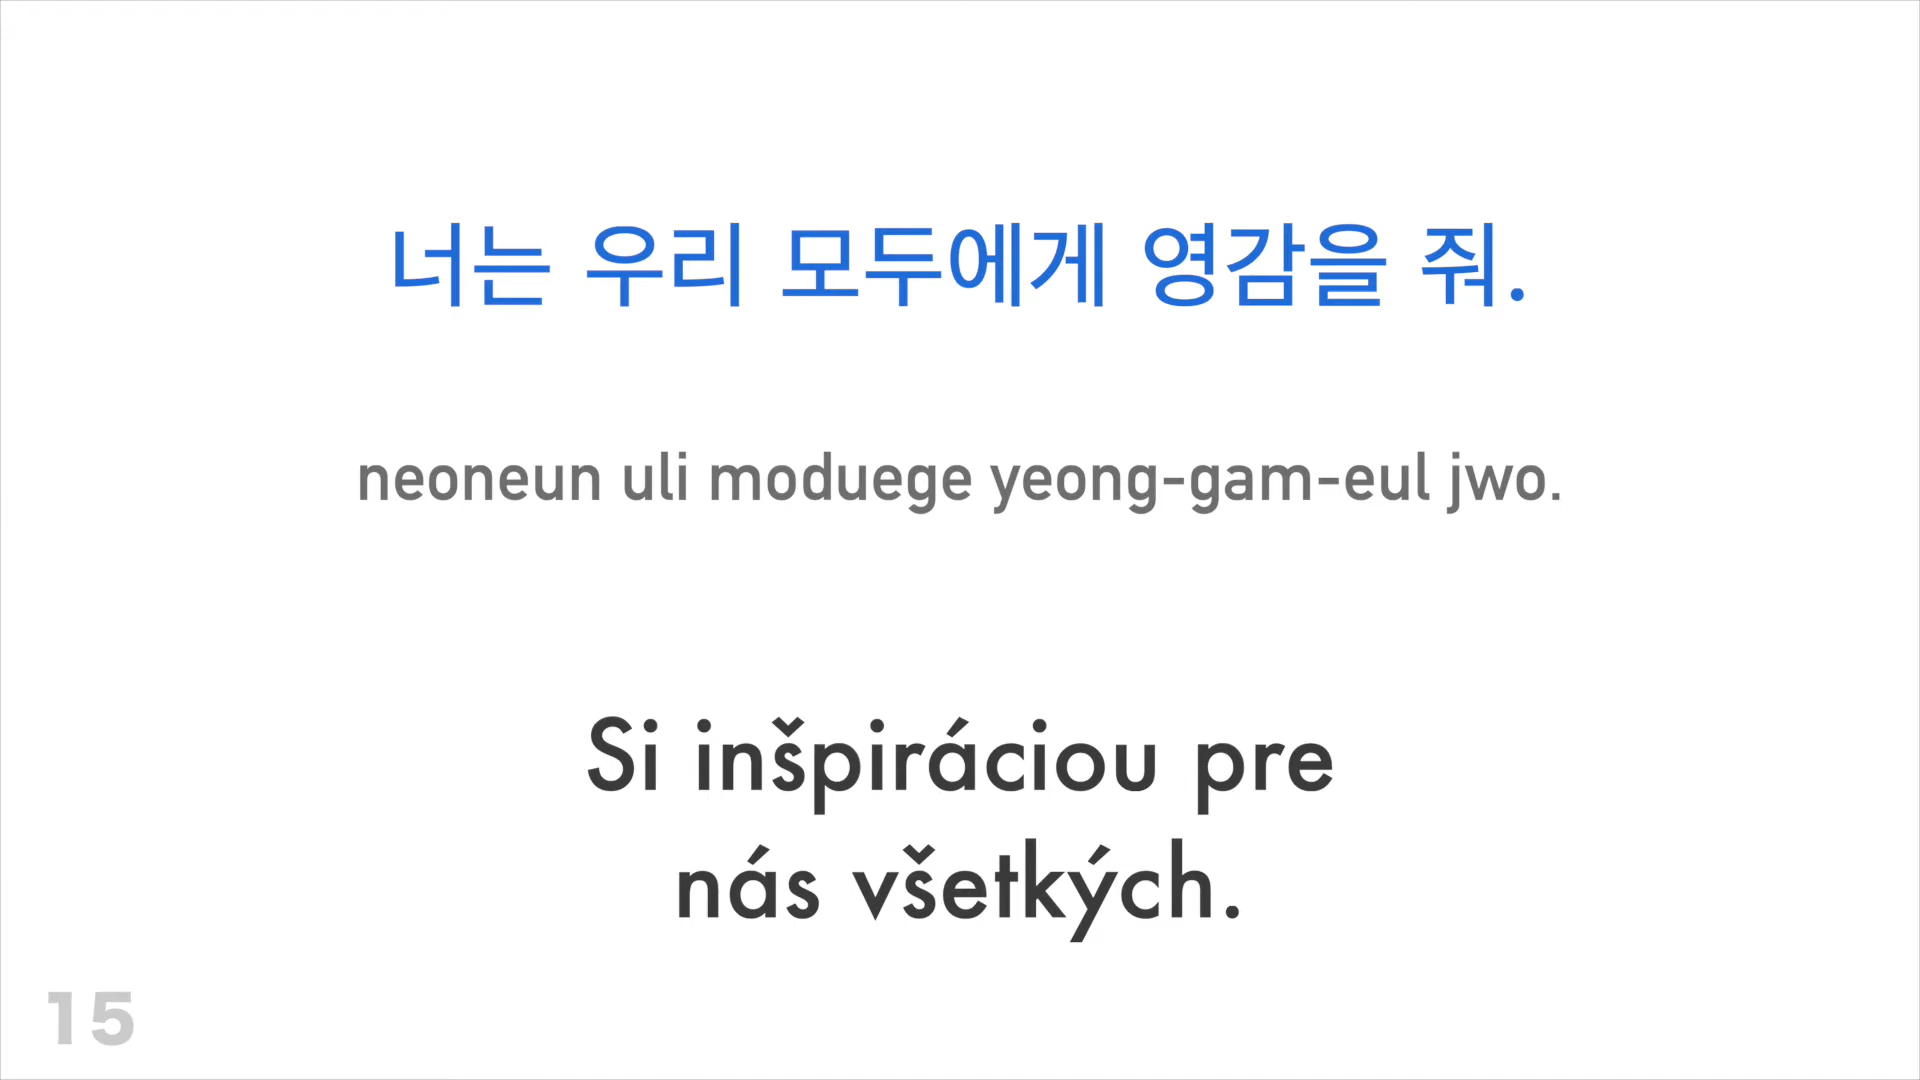 너는 우리 모두에게 영감을 줘.
neoneun uli moduege yeong-gam-eul jwo.
Si inšpiráciou pre
nás všetkých.
15